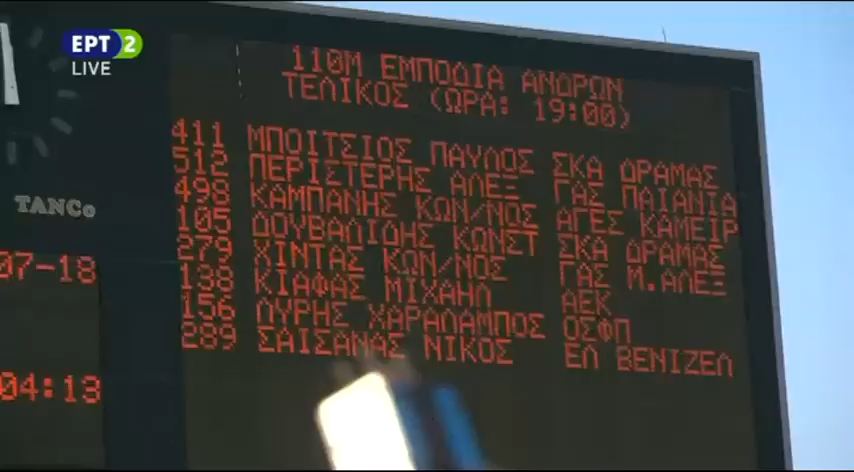 ΕΡΤ2
LIVE
110Μ ΕΜΠΟΔΙΑ ΑΝΔΡΩΝ
ΤΕΛΙΚΟΣ (ΩΡΑ: 19:00)
411 ΜΠΟΙΤΣΙΟΣ ΠΑΥΛΟΣ ΣΚΑ ΔΡΑΜΑΣ
512 ΠΕΡΙΣΤΕΡΗΣ ΑΛΕΞ ΓΑΣ ΠΑΙΑΝΙΑ
498 ΚΑΜΠΑΝΗΣ ΚΩΝ/ΝΟΣ ΑΓΕΣ ΚΑΜΕΙΡ
105 ΔΟΥΒΑΛΙΔΗΣ ΚΩΝΣΤ ΣΚΑ ΔΡΑΜΑΣ
279 ΧΙΝΤΑΣ ΚΩΝ/ΝΟΣ ΓΑΣ Μ.ΑΛΕΞ
138 ΚΙΑΦΑΣ ΜΙΧΑΗΛ ΑΕΚ
156 ΛΥΡΗΣ ΧΑΡΑΛΑΜΠΟΣ ΟΣΦΠ
289 ΣΑΙΣΑΝΑΣ ΝΙΚΟΣ ΕΛ ΒΕΝΙΖΕΛ
TANCo
07-18
04:13